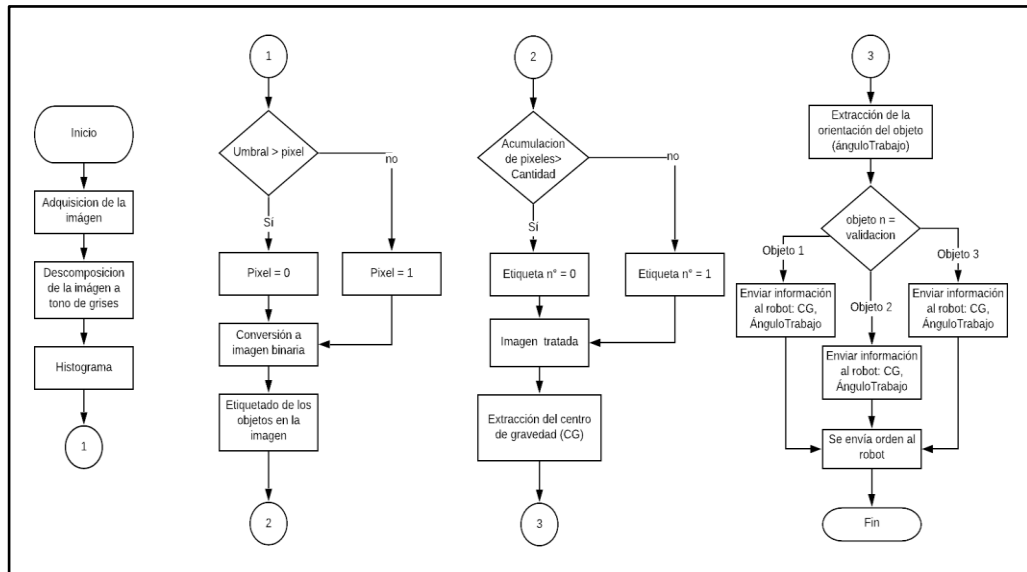 Inicio
Adquisicion de la
imágen
Descomposicion
de la imágen a
tono de grises
Histograma
1
1
Umbral > pixel
no
Sí
Pixel = 0
Pixel = 1
Conversión a
imagen binaria
Etiquetado de los
objetos en la
imagen
2
2
Acumulacion
de pixeles>
Cantidad
no
Sí
Etiqueta n° = 0
Etiqueta n° = 1
Imagen tratada
Extracción del centro
de gravedad (CG)
3
3
Extracción de la
orientación del objeto
(ánguloTrabajo)
objeto n =
validacion
Objeto 1
Objeto 3
Enviar información
al robot: CG,
ÁnguloTrabajo
Enviar información
al robot: CG,
ÁnguloTrabajo
Objeto 2
Enviar información
al robot: CG,
ÁnguloTrabajo
Se envía orden al
robot
Fin